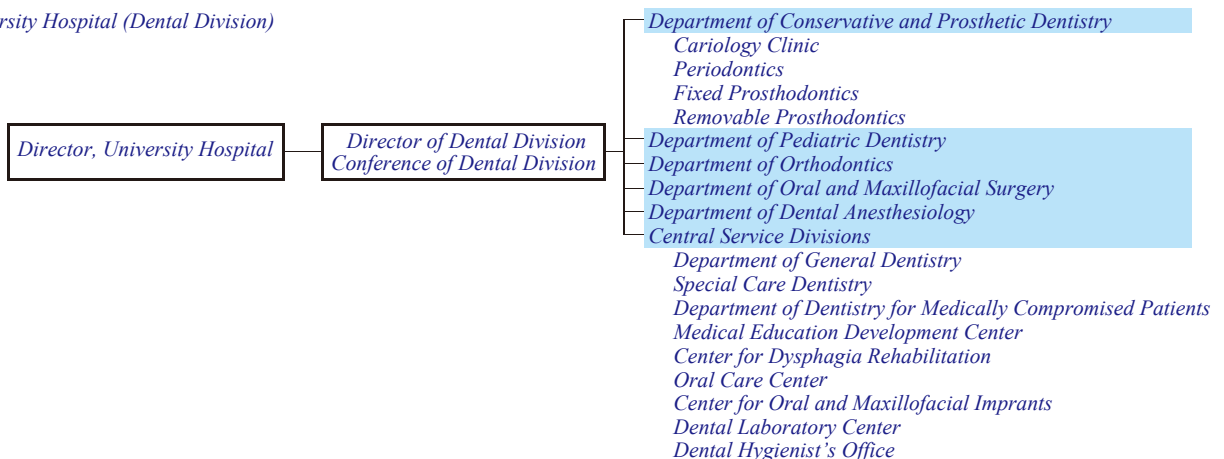 rsity Hospital (Dental Division)
Director, University Hospital
Director of Dental Division
Conference of Dental Division
Department of Conservative and Prosthetic Dentistry
Cariology Clinic
Periodontics
Fixed Prosthodontics
Removable Prosthodontics
Department of Pediatric Dentistry
Department of Orthodontics
Department of Oral and Maxillofacial Surgery
Department of Dental Anesthesiology
Central Service Divisions
Department of General Dentistry
Special Care Dentistry
Department of Dentistry for Medically Compromised Patients
Medical Education Development Center
Center for Dysphagia Rehabilitation
Oral Care Center
Center for Oral and Maxillofacial Imprants
Dental Laboratory Center
Dental Hygienist's Office